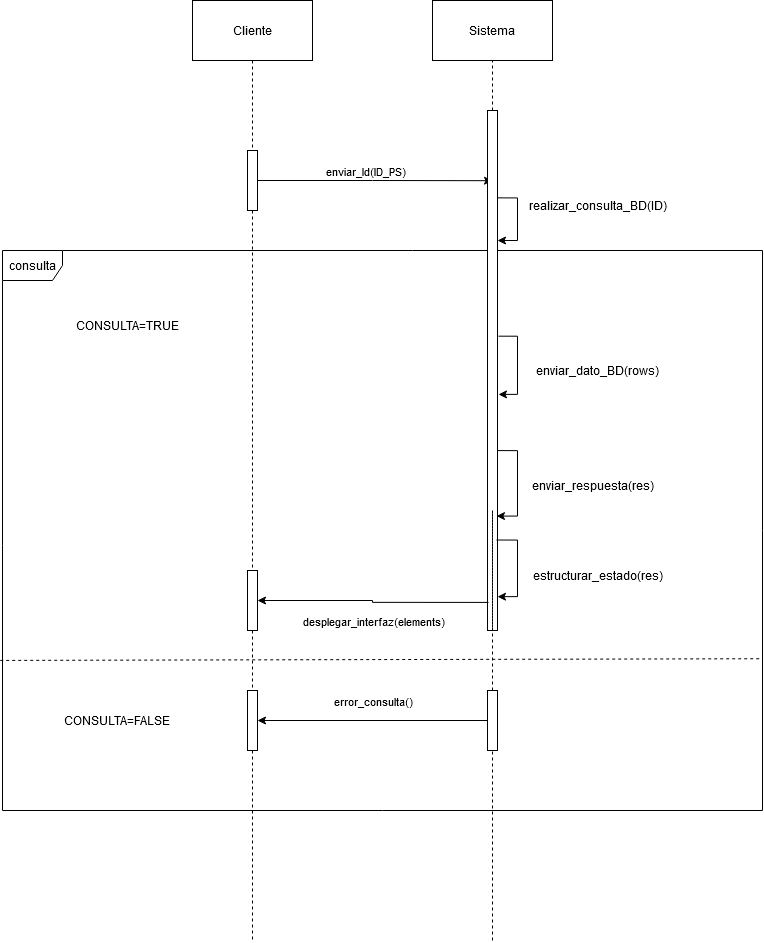 Cliente
Sistema
enviar_Id(ID_PS)
realizar_consulta_BD(ID)
consulta
CONSULTA=TRUE
enviar_dato_BD(rows)
enviar_respuesta(res)
estructurar_estado(res)
desplegar_interfaz(elements)
error_consulta()
CONSULTA=FALSE